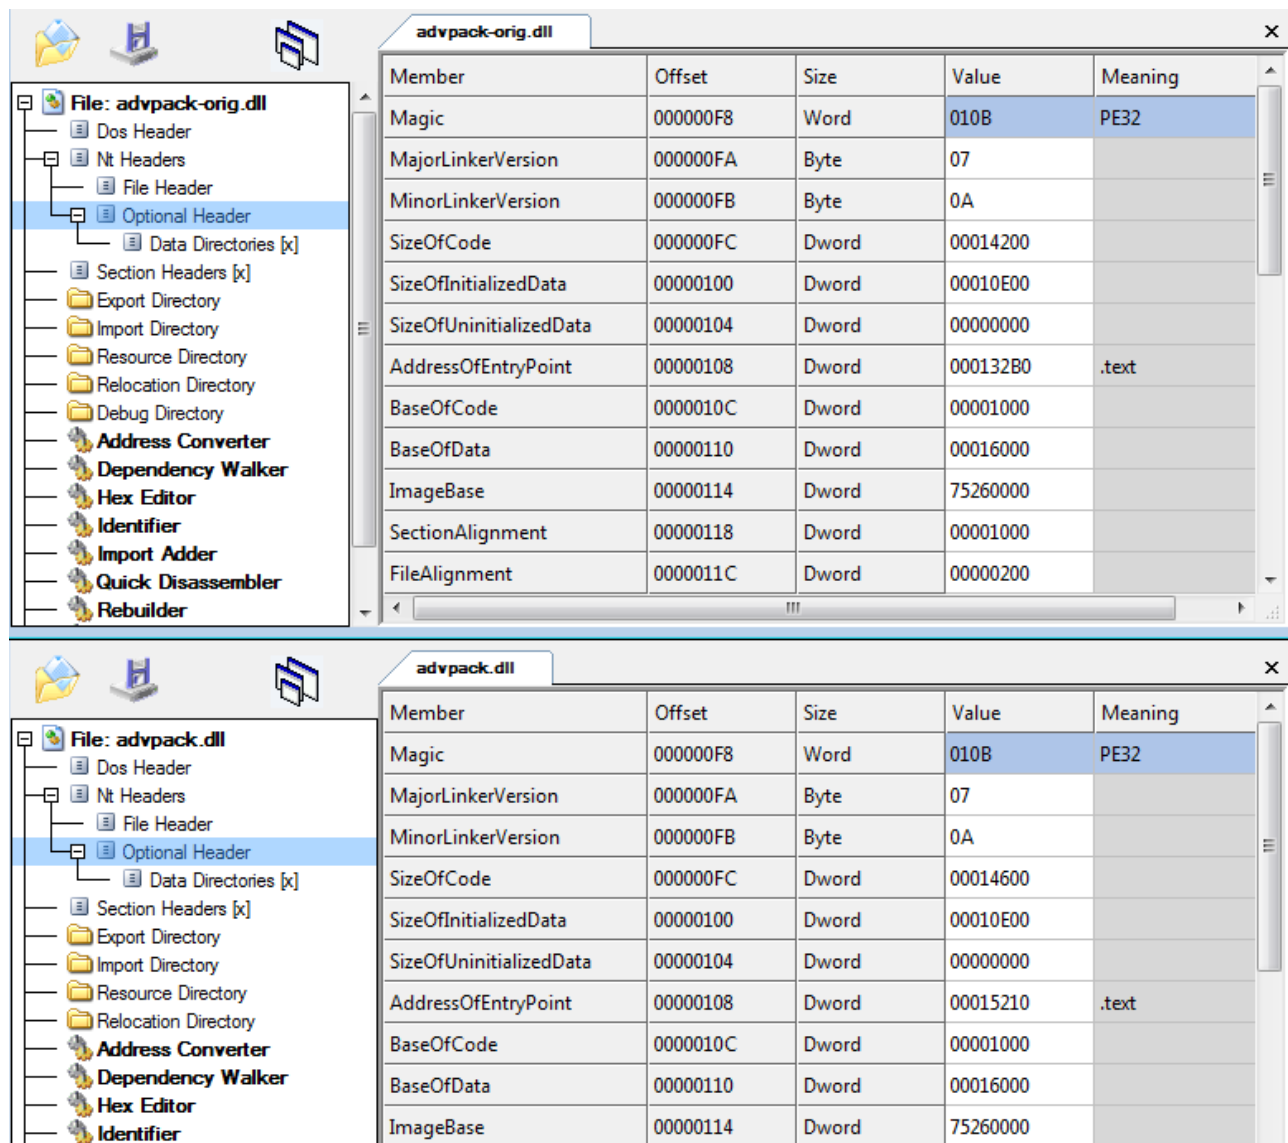 advpack-orig.dll
File: advpack-orig.dll
Dos Header
Nt Headers
File Header
Optional Header
Data Directories [x]
Section Headers [x]
Export Directory
Import Directory
Resource Directory
Relocation Directory
Debug Directory
Address Converter
Dependency Walker
Hex Editor
Identifier
Import Adder
Quick Disassembler
Rebuilder
Member Offset Size Value Meaning
Magic 000000F8 Word 010B PE32
MajorLinkerVersion 000000FA Byte 07
MinorLinkerVersion 000000FB Byte 0A
SizeOfCode 000000FC Dword 00014200
SizeOfInitializedData 00000100 Dword 00010E00
SizeOfUninitializedData 00000104 Dword 00000000
AddressOfEntryPoint 00000108 Dword 000132B0 .text
BaseOfCode 0000010C Dword 00001000
BaseOfData 00000110 Dword 00016000
ImageBase 00000114 Dword 75260000
SectionAlignment 00000118 Dword 00001000
FileAlignment 0000011C Dword 00000200
advpack.dll
File: advpack.dll
Dos Header
Nt Headers
File Header
Optional Header
Data Directories [x]
Section Headers [x]
Export Directory
Import Directory
Resource Directory
Relocation Directory
Address Converter
Dependency Walker
Hex Editor
Identifier
Member Offset Size Value Meaning
Magic 000000F8 Word 010B PE32
MajorLinkerVersion 000000FA Byte 07
MinorLinkerVersion 000000FB Byte 0A
SizeOfCode 000000FC Dword 00014600
SizeOfInitializedData 00000100 Dword 00010E00
SizeOfUninitializedData 00000104 Dword 00000000
AddressOfEntryPoint 00000108 Dword 00015210 .text
BaseOfCode 0000010C Dword 00001000
BaseOfData 00000110 Dword 00016000
ImageBase 00000114 Dword 75260000